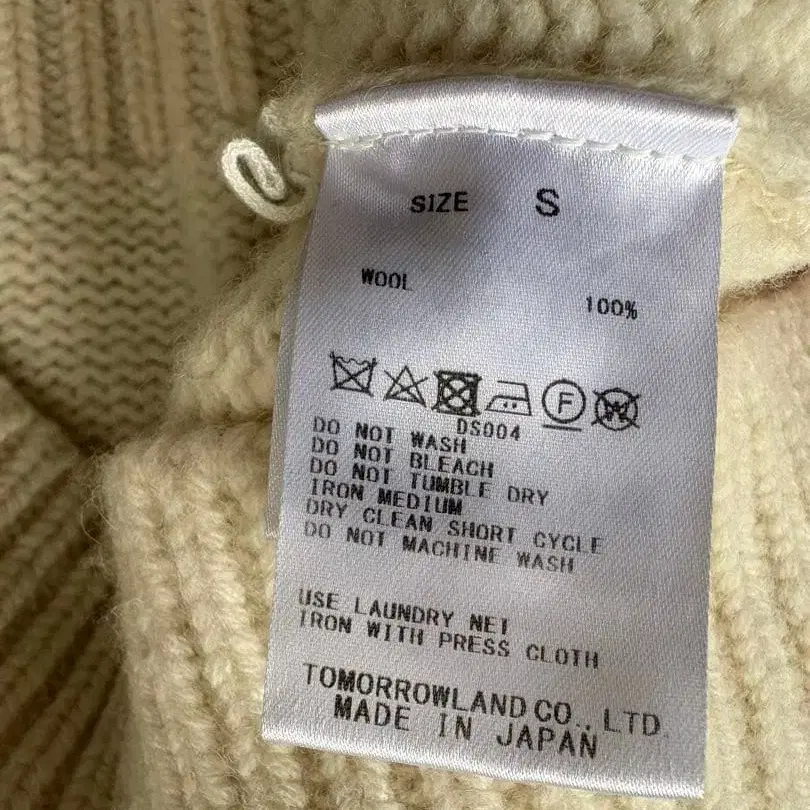 SIZE S
WOOL
100%
F W
DS004
DO NOT WASH
DO NOT BLEACH
DO NOT TUMBLE DRY
IRON MEDIUM
DRY CLEAN SHORT CYCLE
DO NOT MACHINE WASH
USE LAUNDRY NET
IRON WITH PRESS CLOTH
TOMORROWLAND CO., LTD.
MADE IN JAPAN